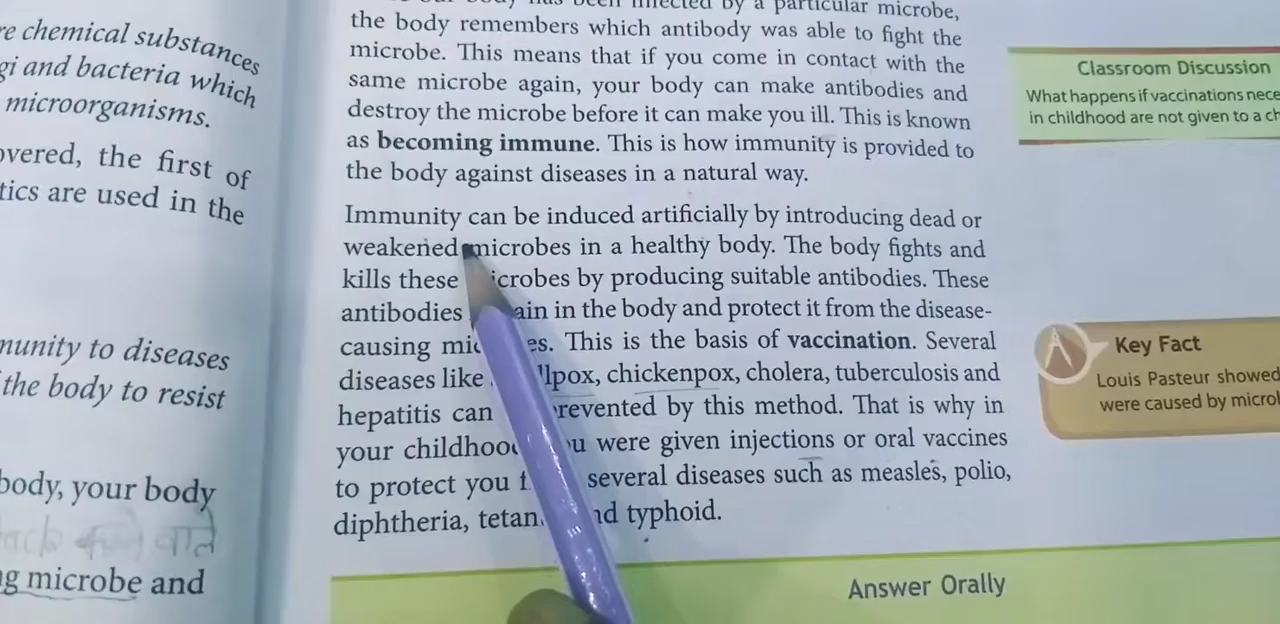 re chemical substances
gi and bacteria which
microorganisms.
overed, the first of
tics are used in the
munity to diseases
the body to resist
body, your body
वाले
ng microbe and
by a particular microbe,
the body remembers which antibody was able to fight the
microbe. This means that if you come in contact with the
same microbe again, your body can make antibodies and
destroy the microbe before it can make you ill. This is known
as becoming immune. This is how immunity is provided to
the body against diseases in a natural way.
Immunity can be induced artificially by introducing dead or
weakened microbes in a healthy body. The body fights and
kills these icrobes by producing suitable antibodies. These
antibodies ain in the body and protect it from the disease-
causing mic es. This is the basis of vaccination. Several
diseases like llpox, chickenpox, cholera, tuberculosis and
hepatitis can revented by this method. That is why in
your childhood u were given injections or oral vaccines
to protect you f several diseases such as measles, polio,
diphtheria, tetan nd typhoid.
Answer Orally
Classroom Discussion
What happens if vaccinations nece
in childhood are not given to a ch
Key Fact
Louis Pasteur showed
were caused by microb